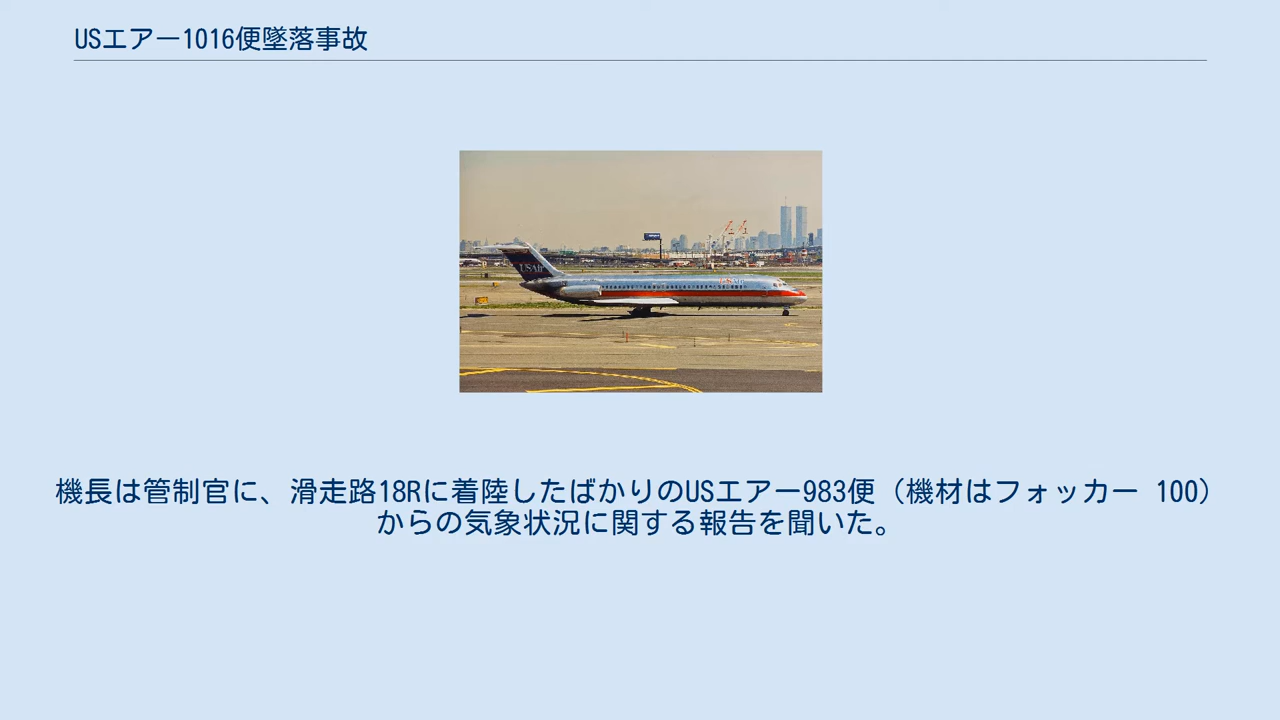 USエアー1016便墜落事故
USAir
機長は管制官に、滑走路18Rに着陸したばかりのUSエアー983便（機材はフォッカー 100）
からの気象状況に関する報告を聞いた。